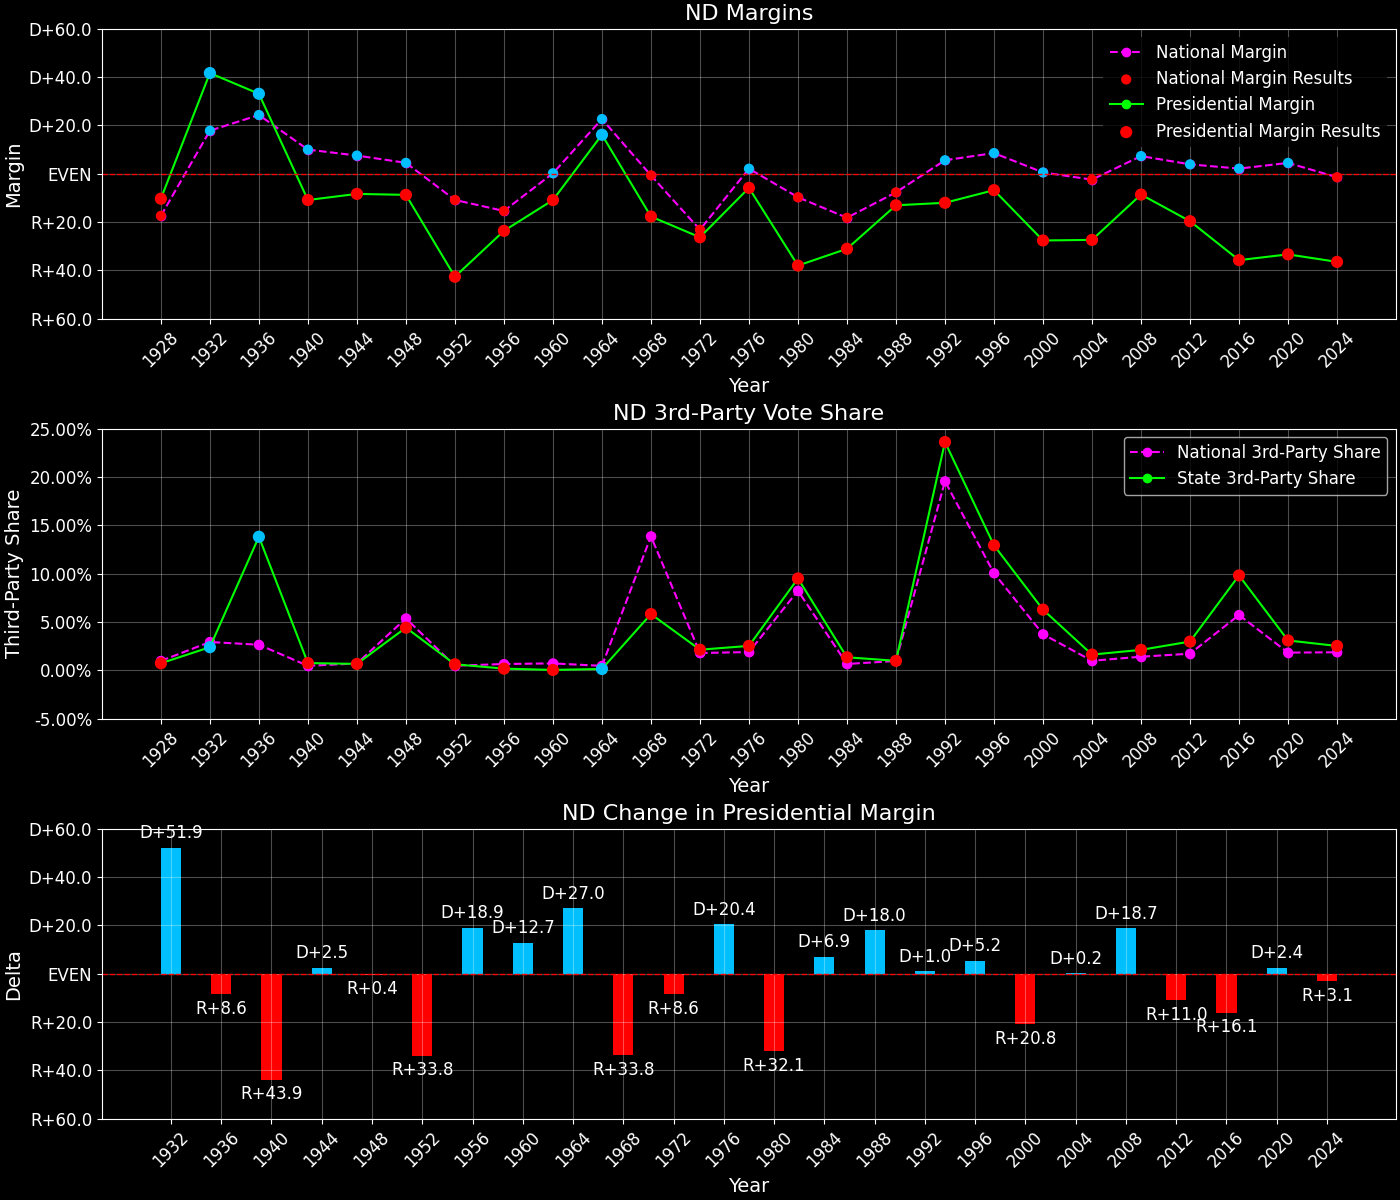 ND Margins
D+60.0
D+40.0
D+20.0
EVEN
R+20.0
R+40.0
R+60.0
Margin
National Margin
National Margin Results
Presidential Margin
Presidential Margin Results
1928 1932 1936 1940 1944 1948 1952 1956 1960 1964 1968 1972 1976 1980 1984 1988 1992 1996 2000 2004 2008 2012 2016 2020 2024
Year
ND 3rd-Party Vote Share
25.00%
20.00%
15.00%
10.00%
5.00%
0.00%
-5.00%
Third-Party Share
National 3rd-Party Share
State 3rd-Party Share
1928 1932 1936 1940 1944 1948 1952 1956 1960 1964 1968 1972 1976 1980 1984 1988 1992 1996 2000 2004 2008 2012 2016 2020 2024
Year
ND Change in Presidential Margin
D+60.0
D+40.0
D+20.0
EVEN
R+20.0
R+40.0
R+60.0
Delta
D+51.9
R+8.6
R+43.9
D+2.5
R+0.4
R+33.8
D+18.9
D+12.7
D+27.0
R+33.8
R+8.6
D+20.4
R+32.1
D+6.9
D+18.0
D+1.0
D+5.2
R+20.8
D+0.2
D+18.7
R+11.0
R+16.1
D+2.4
R+3.1
1932 1936 1940 1944 1948 1952 1956 1960 1964 1968 1972 1976 1980 1984 1988 1992 1996 2000 2004 2008 2012 2016 2020 2024
Year